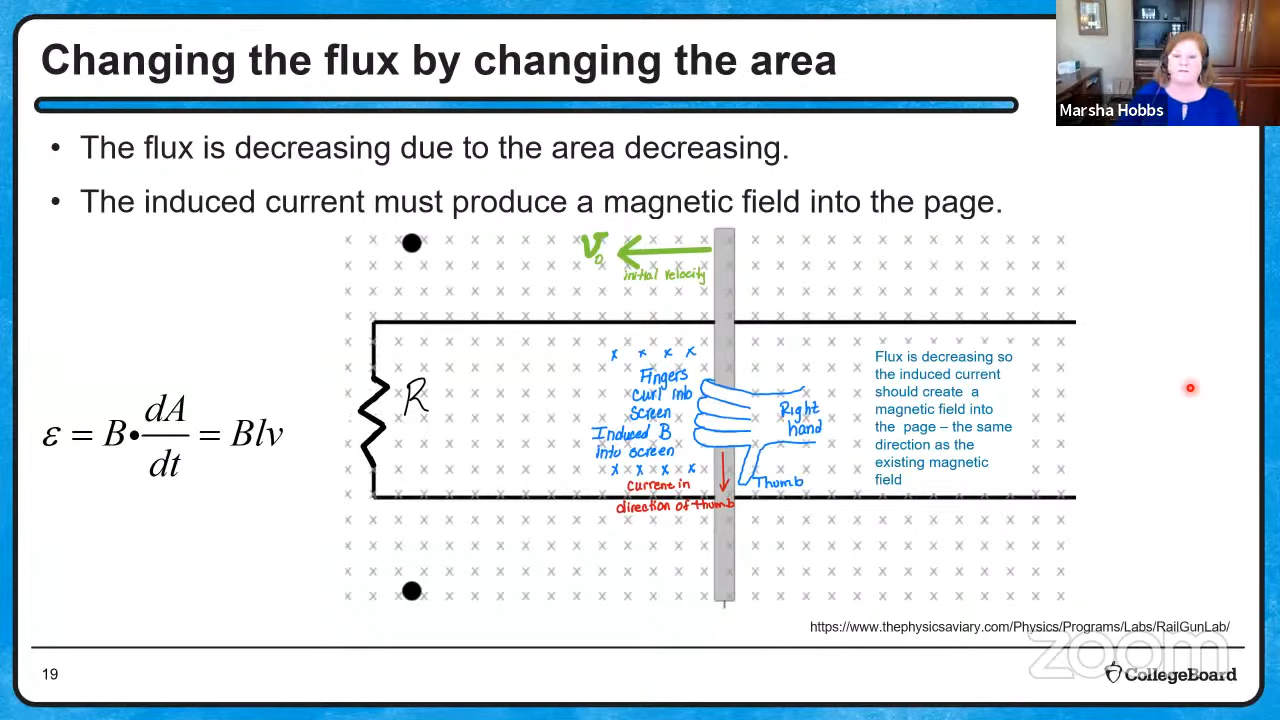 Changing the flux by changing the area
Marsha Hobbs
• The flux is decreasing due to the area decreasing.
• The induced current must produce a magnetic field into the page.
V₀
initial velocity
R
ε = B•dA/dt = Blv
x x x x
Fingers
curl into
screen
Induced B
into screen
x x x x
Current in
direction of thumb
Right
hand
Thumb
Flux is decreasing so
the induced current
should create a
magnetic field into
the page – the same
direction as the
existing magnetic
field
https://www.thephysicsaviary.com/Physics/Programs/Labs/RailGunLab/
zoom
19
CollegeBoard